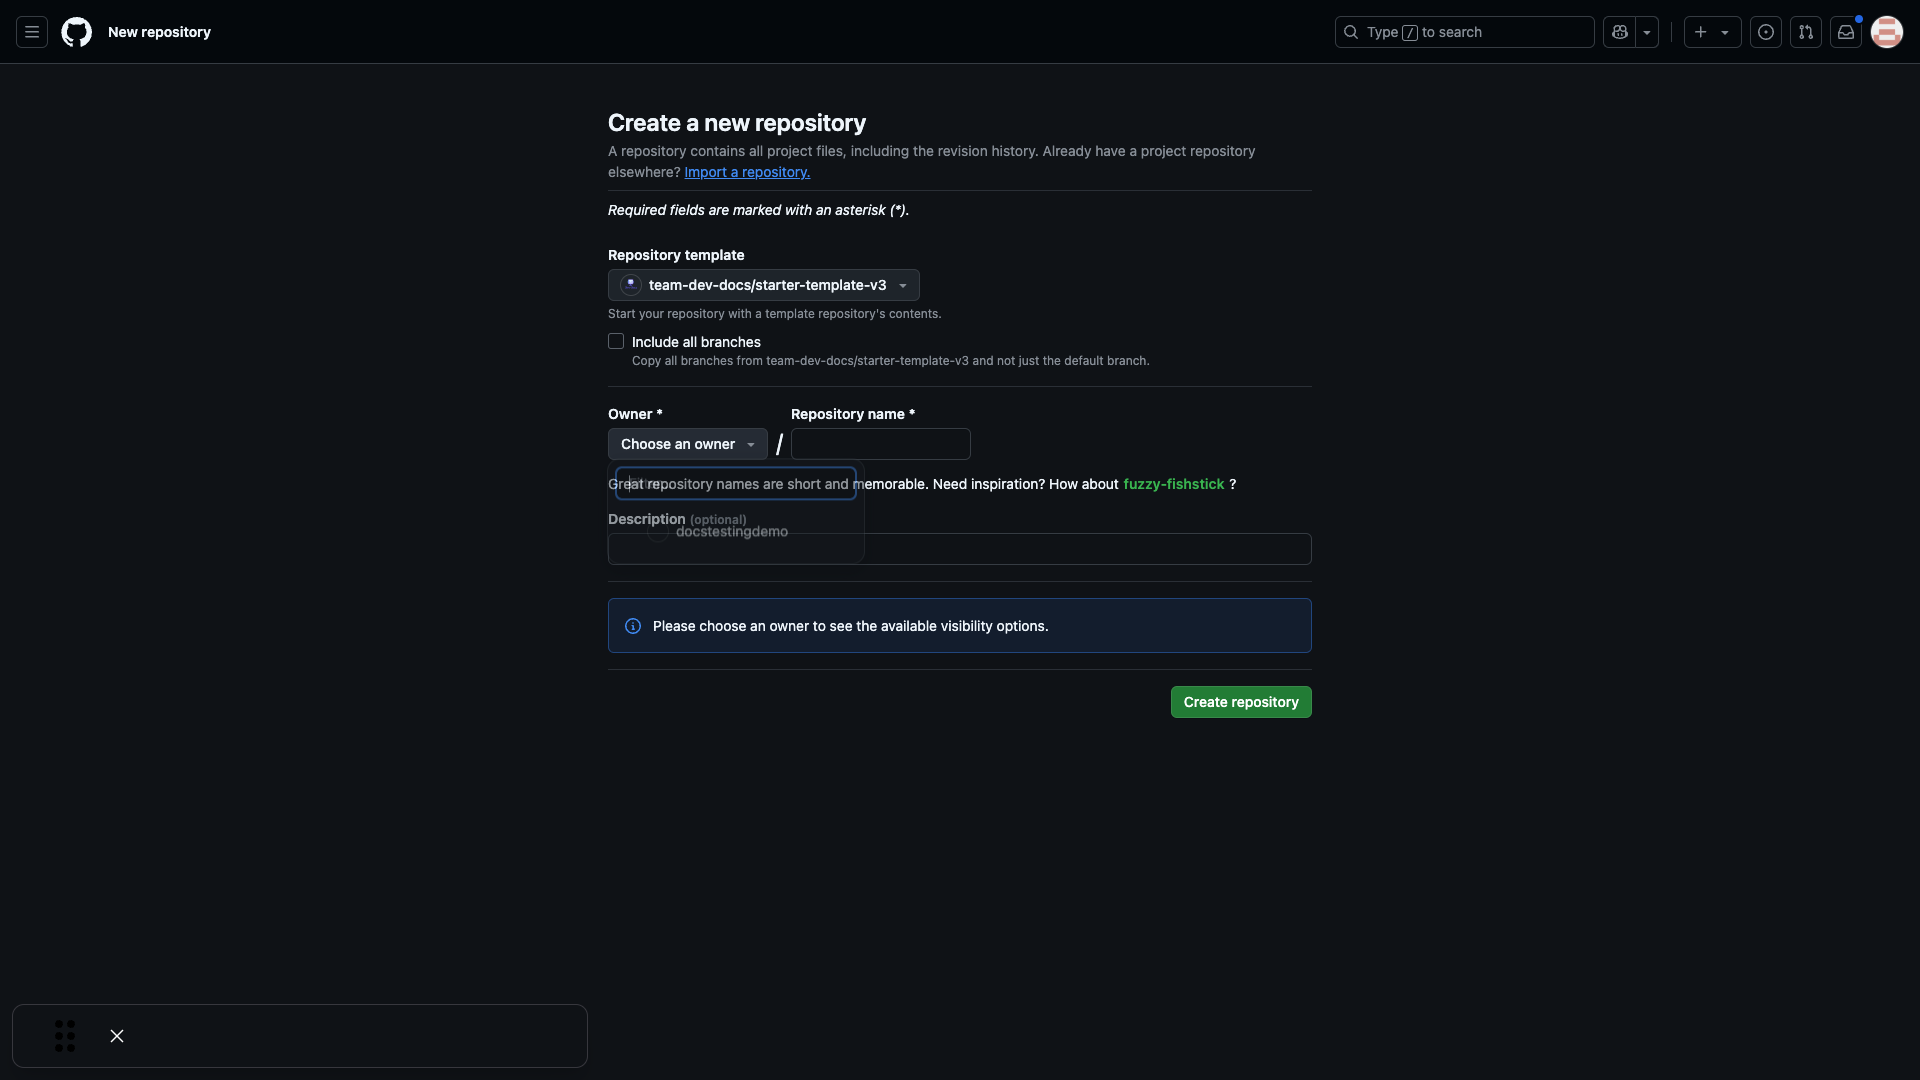 New repository
Type / to search
Create a new repository
A repository contains all project files, including the revision history. Already have a project repository
elsewhere? Import a repository.
Required fields are marked with an asterisk (*).
Repository template
team-dev-docs/starter-template-v3
Start your repository with a template repository's contents.
Include all branches
Copy all branches from team-dev-docs/starter-template-v3 and not just the default branch.
Owner *
Repository name *
Choose an owner
/
Great repository names are short and memorable. Need inspiration? How about fuzzy-fishstick ?
Description (optional)
docstestingdemo
Please choose an owner to see the available visibility options.
Create repository